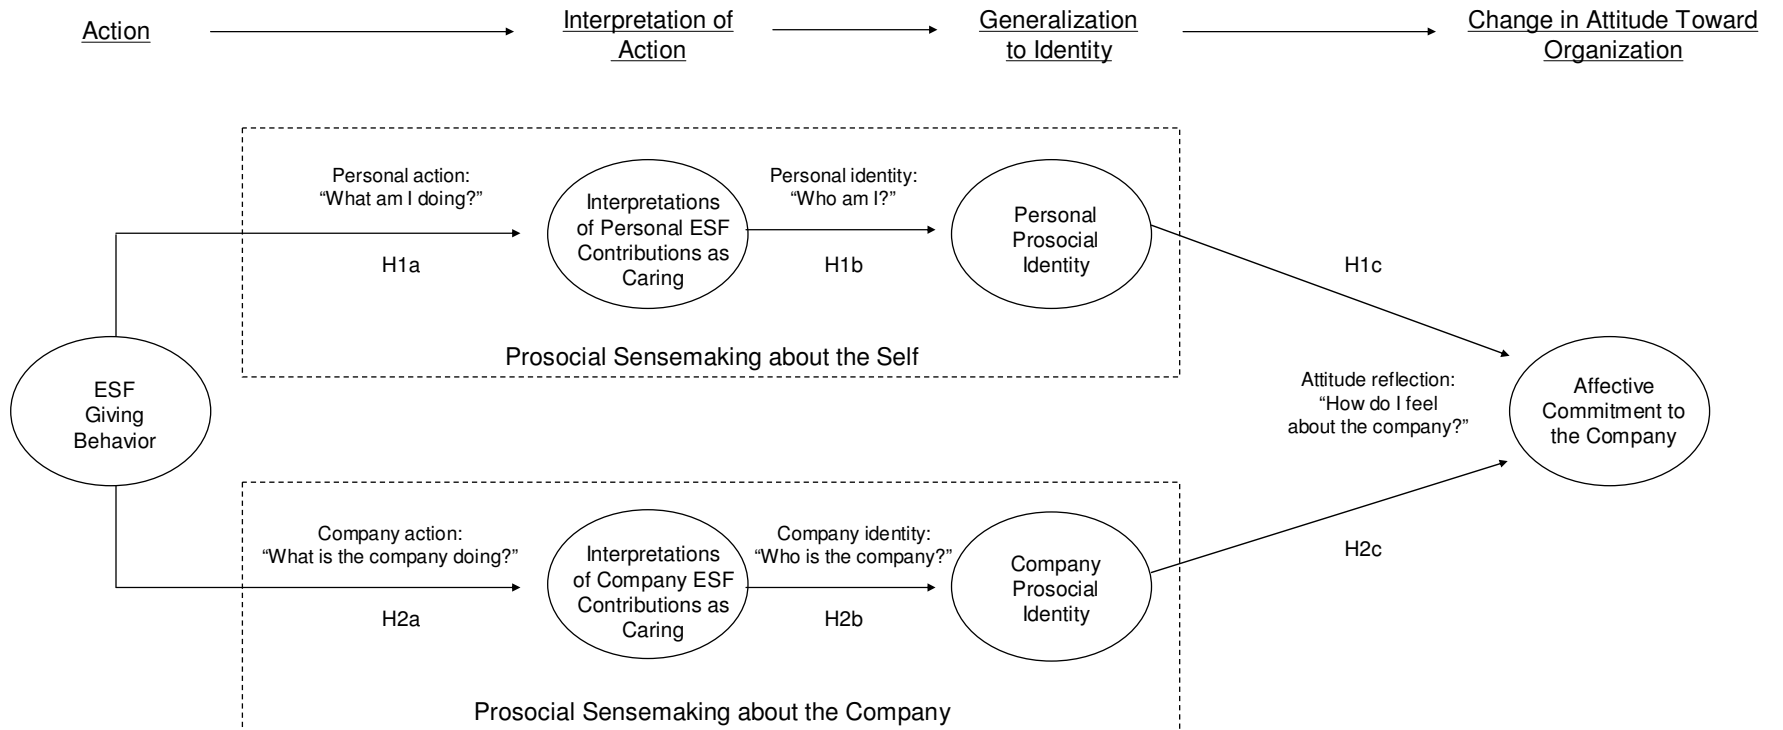 Action
Interpretation of
Action
Generalization
to Identity
Change in Attitude Toward
Organization
Personal action:
“What am I doing?”
H1a
Interpretations
of Personal ESF
Contributions as
Caring
Personal identity:
“Who am I?”
H1b
Personal
Prosocial
Identity
H1c
Prosocial Sensemaking about the Self
ESF
Giving
Behavior
Attitude reflection:
“How do I feel
about the company?”
Affective
Commitment to
the Company
Company action:
“What is the company doing?”
H2a
Interpretations
of Company ESF
Contributions as
Caring
Company identity:
“Who is the company?”
H2b
Company
Prosocial
Identity
H2c
Prosocial Sensemaking about the Company